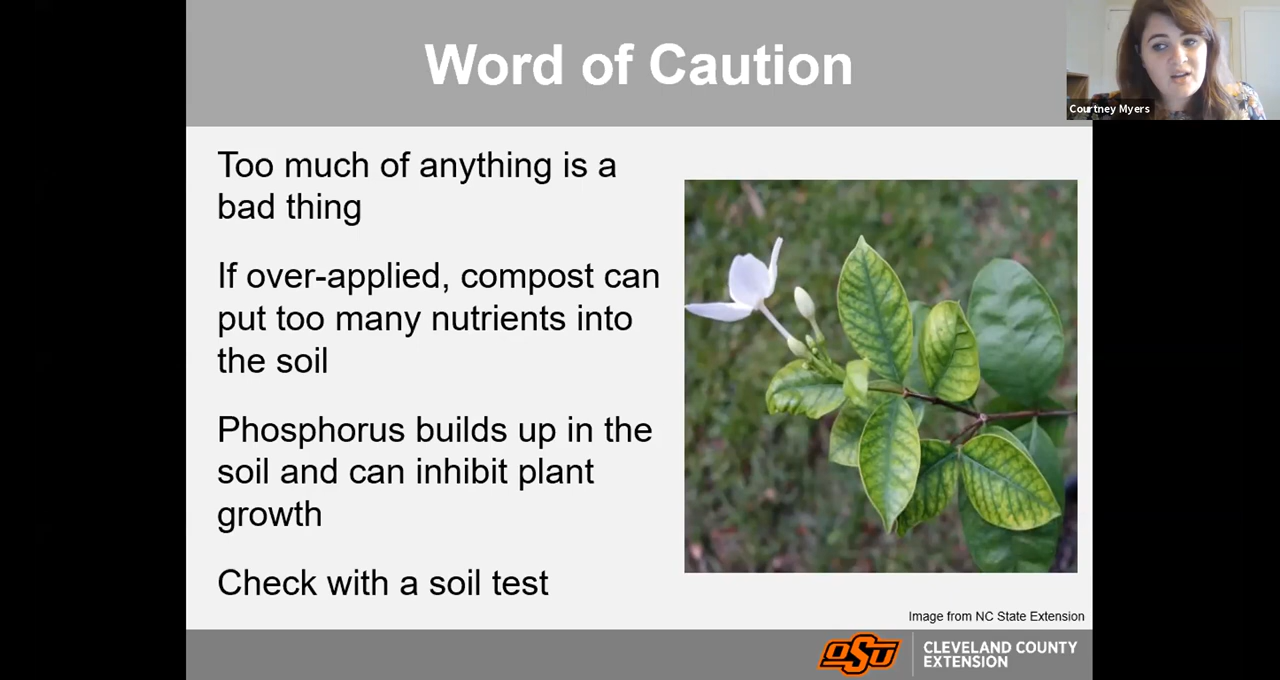 Word of Caution
Courtney Myers
Too much of anything is a
bad thing
If over-applied, compost can
put too many nutrients into
the soil
Phosphorus builds up in the
soil and can inhibit plant
growth
Check with a soil test
Image from NC State Extension
OSU
CLEVELAND COUNTY
EXTENSION